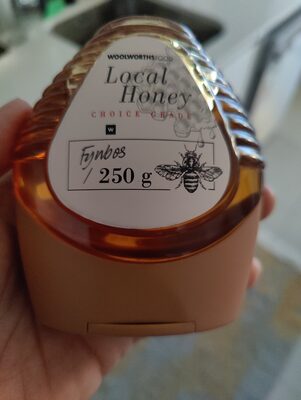 WOOLWORTHS FOOD
Local
Honey
CHOICE GRADE
W
Fynbos
/ 250 g